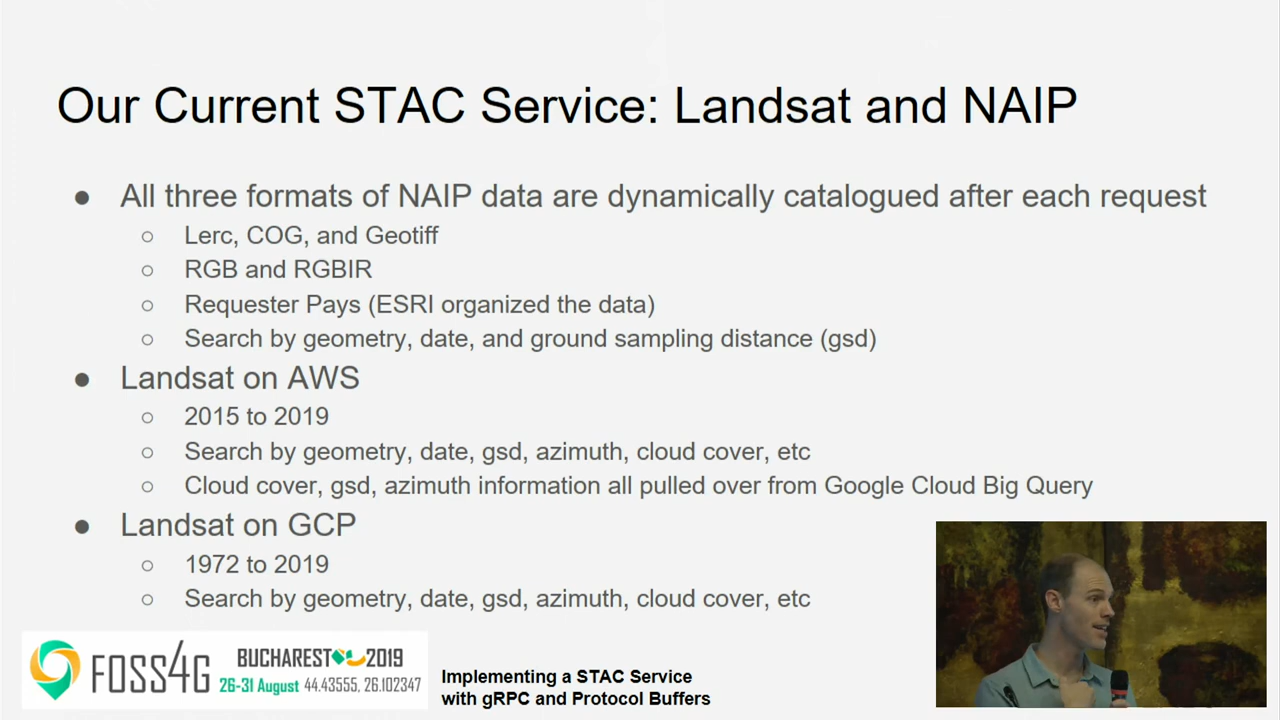 Our Current STAC Service: Landsat and NAIP
● All three formats of NAIP data are dynamically catalogued after each request
○ Lerc, COG, and Geotiff
○ RGB and RGBIR
○ Requester Pays (ESRI organized the data)
○ Search by geometry, date, and ground sampling distance (gsd)
● Landsat on AWS
○ 2015 to 2019
○ Search by geometry, date, gsd, azimuth, cloud cover, etc
○ Cloud cover, gsd, azimuth information all pulled over from Google Cloud Big Query
● Landsat on GCP
○ 1972 to 2019
○ Search by geometry, date, gsd, azimuth, cloud cover, etc
FOSS4G
BUCHAREST 2019
26-31 August 44.43555, 26.102347
Implementing a STAC Service
with gRPC and Protocol Buffers